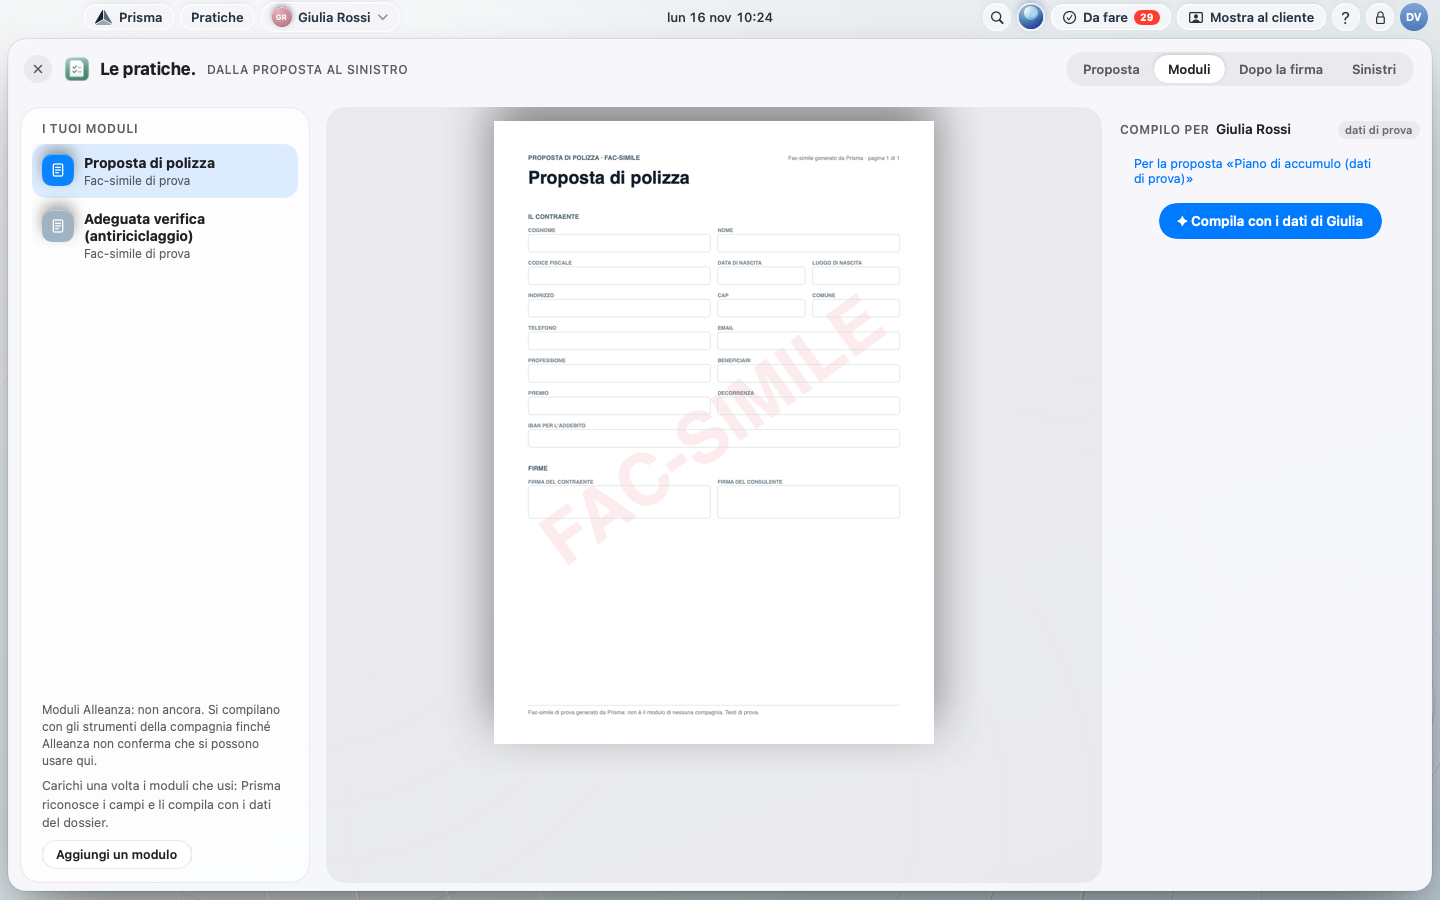 Prisma
Pratiche
GR Giulia Rossi
lun 16 nov 10:24
Da fare 29
Mostra al cliente
?
DV
Le pratiche. DALLA PROPOSTA AL SINISTRO
Proposta
Moduli
Dopo la firma
Sinistri
I TUOI MODULI
Proposta di polizza
Fac-simile di prova
Adeguata verifica
(antiriciclaggio)
Fac-simile di prova
Moduli Alleanza: non ancora. Si compilano
con gli strumenti della compagnia finché
Alleanza non conferma che si possono
usare qui.
Carichi una volta i moduli che usi: Prisma
riconosce i campi e li compila con i dati
del dossier.
Aggiungi un modulo
PROPOSTA DI POLIZZA · FAC-SIMILE
Fac-simile generato da Prisma · pagina 1 di 1
Proposta di polizza
IL CONTRAENTE
COGNOME
NOME
CODICE FISCALE
DATA DI NASCITA
LUOGO DI NASCITA
INDIRIZZO
CAP
COMUNE
TELEFONO
EMAIL
PROFESSIONE
BENEFICIARI
PREMIO
DECORRENZA
IBAN PER L'ADDEBITO
FIRME
FIRMA DEL CONTRAENTE
FIRMA DEL CONSULENTE
FAC-SIMILE
Fac-simile di prova generato da Prisma: non è il modulo di nessuna compagnia. Testi di prova.
COMPILO PER Giulia Rossi
dati di prova
Per la proposta «Piano di accumulo (dati
di prova)»
Compila con i dati di Giulia